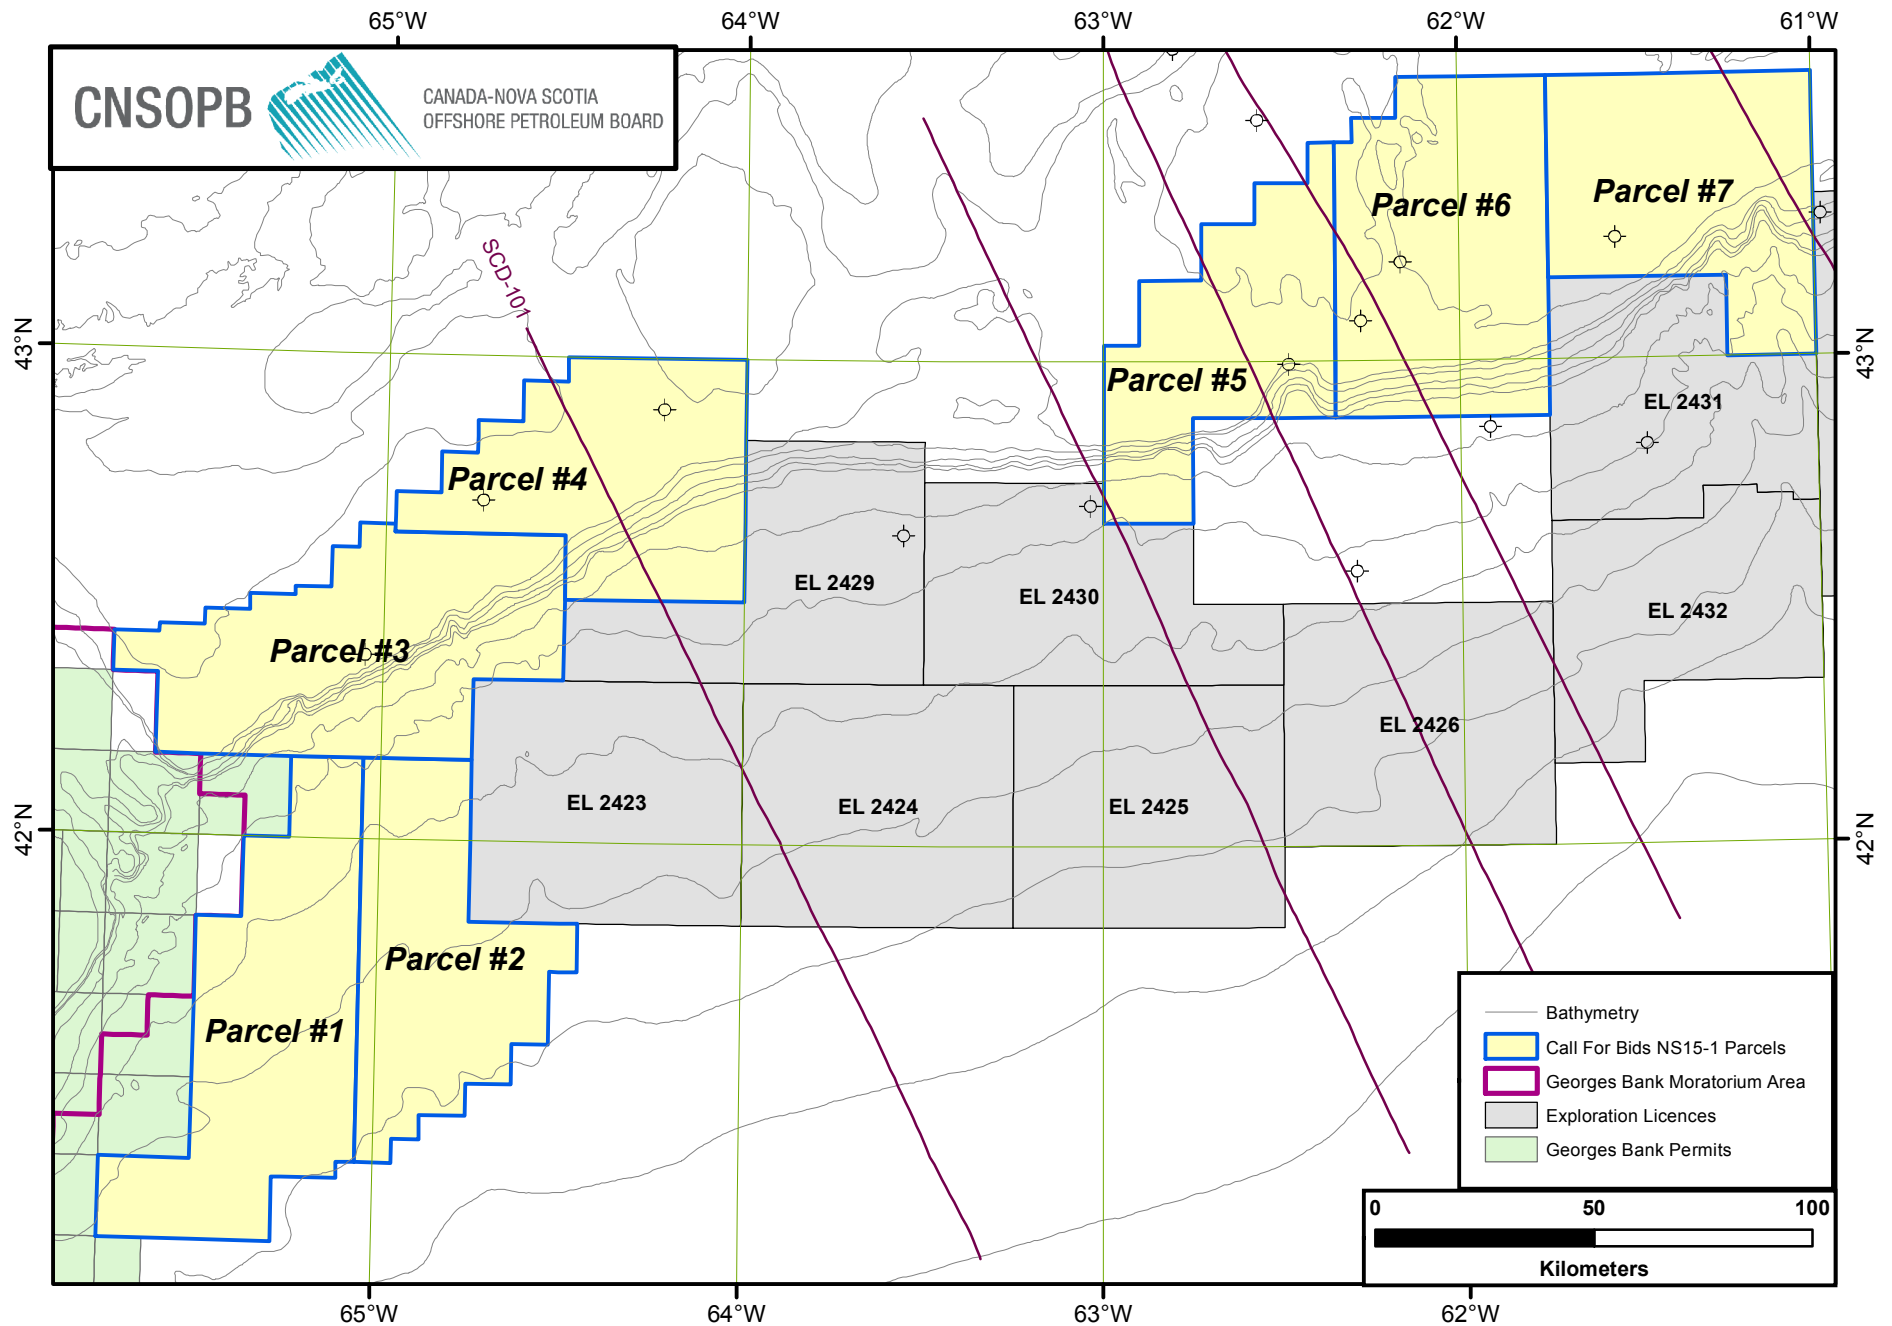 65°W
64°W
63°W
62°W
61°W
CNSOPB
CANADA-NOVA SCOTIA
OFFSHORE PETROLEUM BOARD
Parcel #7
Parcel #6
SCD-101
43°N
43°N
Parcel #5
EL 2431
Parcel #4
EL 2429
EL 2430
EL 2432
Parcel #3
EL 2426
EL 2423
EL 2424
EL 2425
42°N
42°N
Parcel #2
Parcel #1
Bathymetry
Call For Bids NS15-1 Parcels
Georges Bank Moratorium Area
Exploration Licences
Georges Bank Permits
0
50
100
Kilometers
65°W
64°W
63°W
62°W